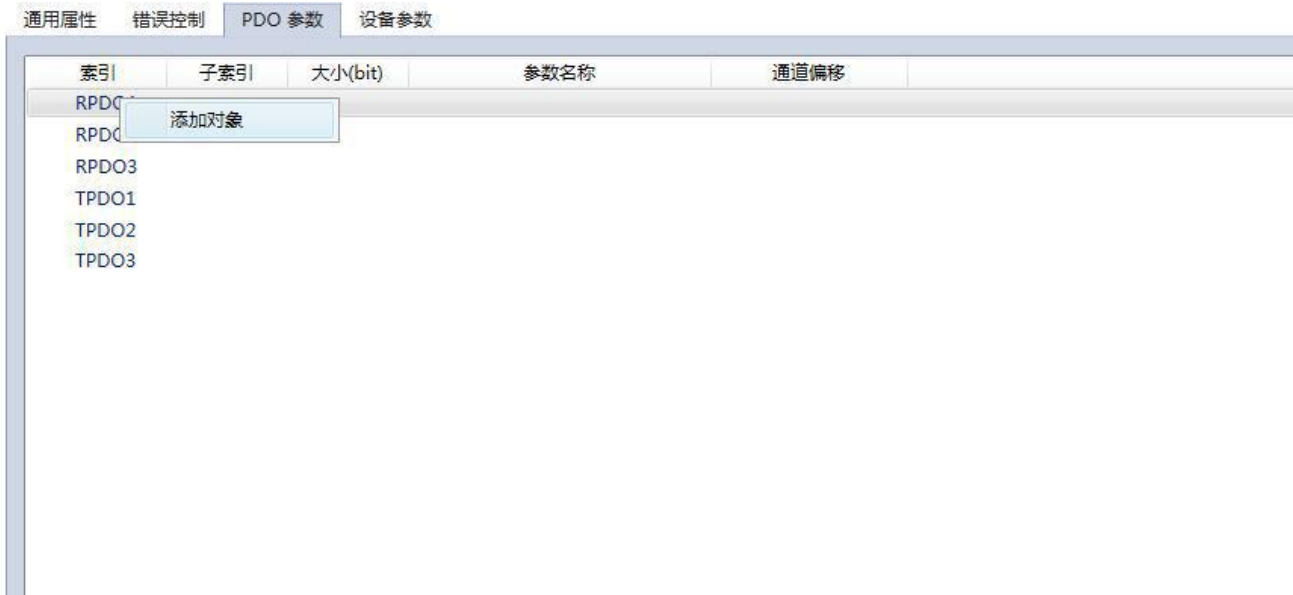 通用属性 错误控制 PDO 参数 设备参数
索引 子索引 大小(bit) 参数名称 通道偏移
添加对象
RPDO3
TPDO1
TPDO2
TPDO3